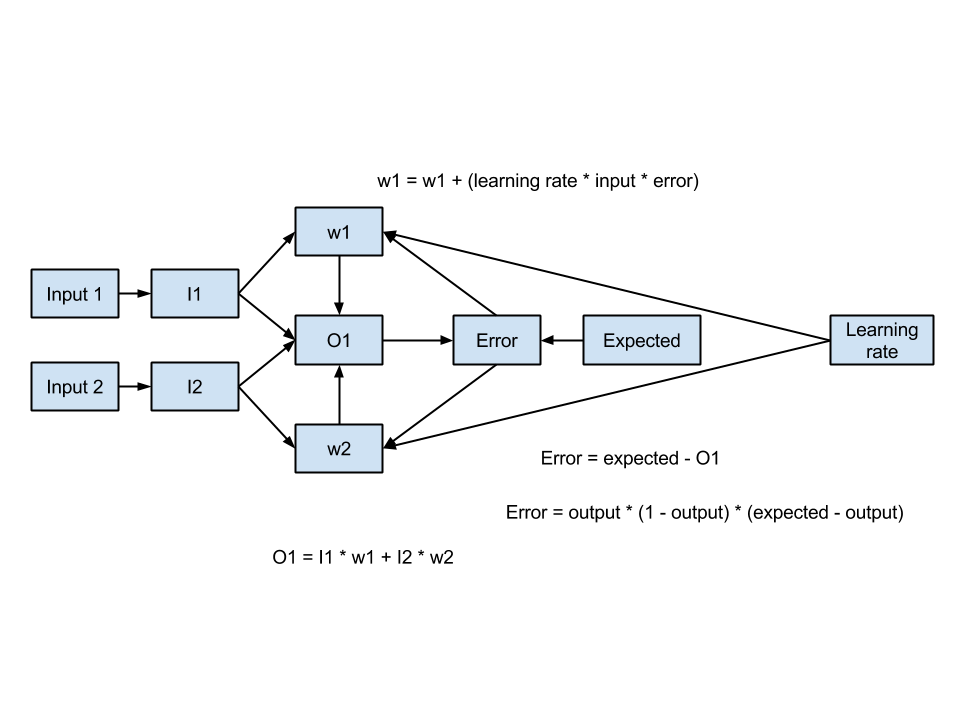 w1 = w1 + (learning rate * input * error)
w1
Input 1
I1
O1
Error
Expected
Learning
rate
Input 2
I2
w2
Error = expected - O1
Error = output * (1 - output) * (expected - output)
O1 = I1 * w1 + I2 * w2